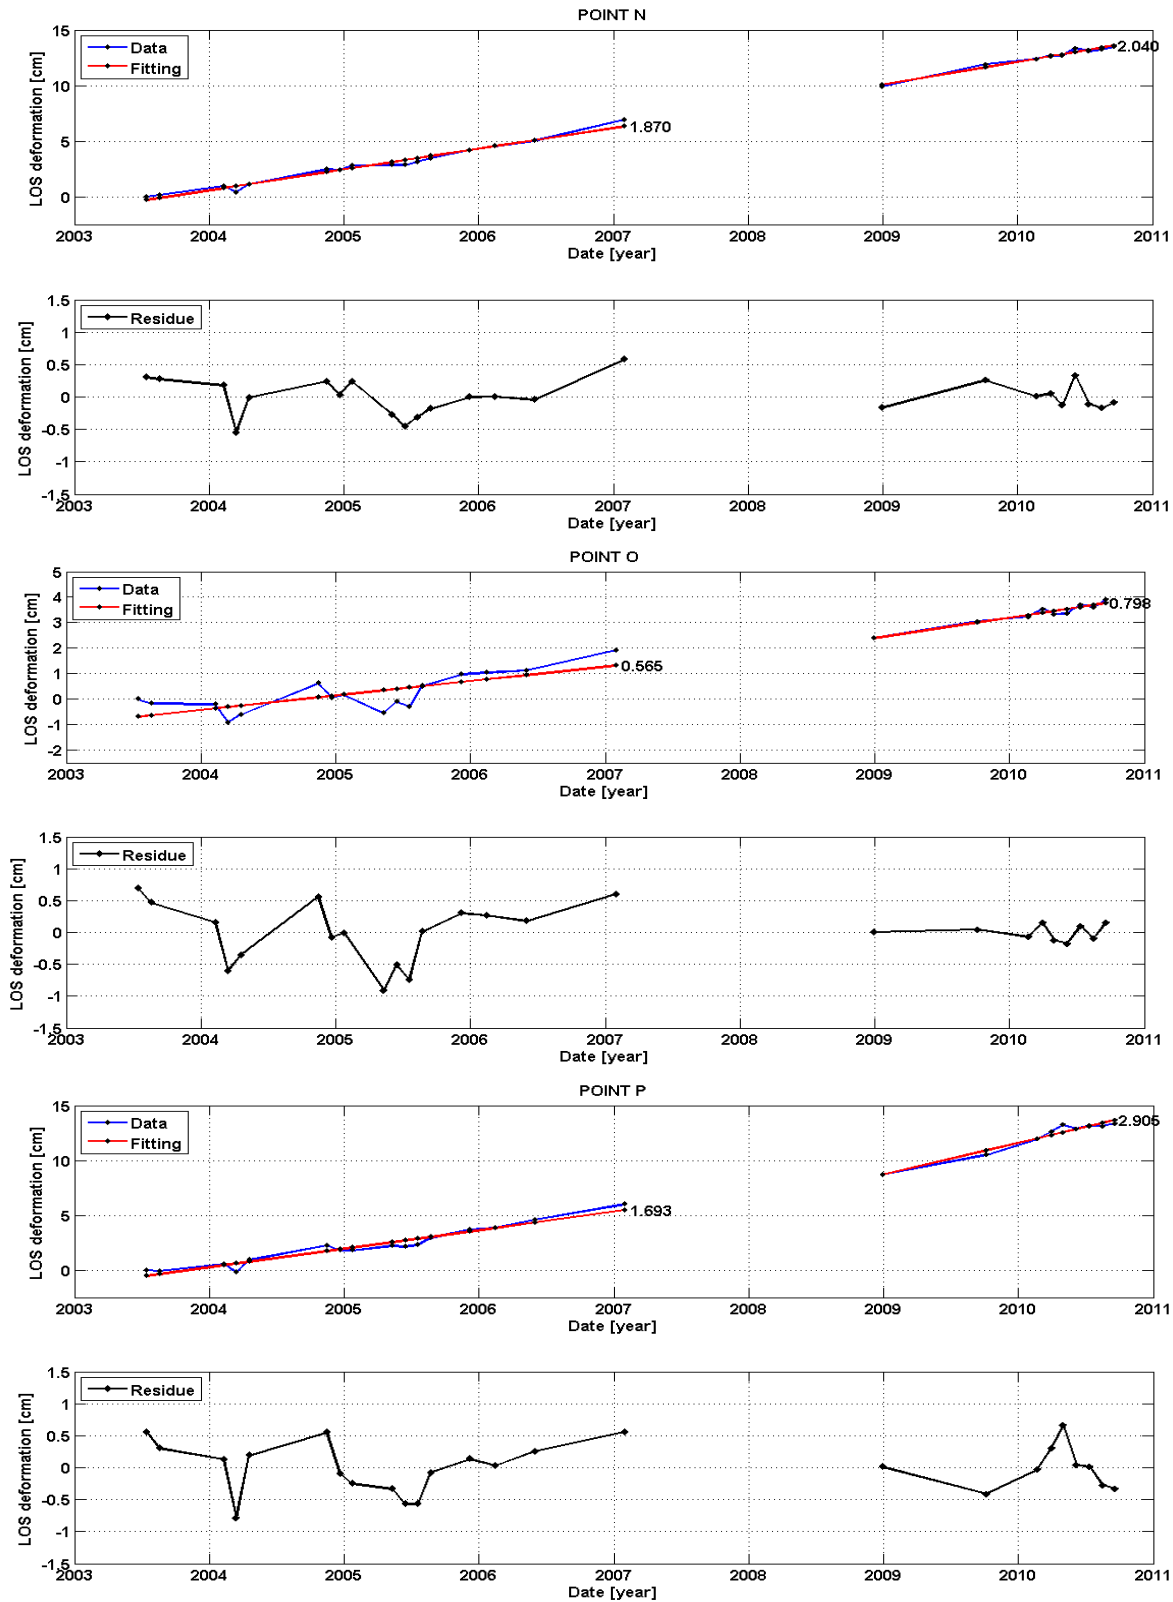 POINT N
LOS deformation [cm]
15
10
5
0
Data
Fitting
1.870
2.040
2003 2004 2005 2006 2007 2008 2009 2010 2011
Date [year]
LOS deformation [cm]
1.5
1
0.5
0
-0.5
-1
-1.5
Residue
2003 2004 2005 2006 2007 2008 2009 2010 2011
Date [year]
POINT O
LOS deformation [cm]
5
4
3
2
1
0
-1
-2
Data
Fitting
0.565
0.798
2003 2004 2005 2006 2007 2008 2009 2010 2011
Date [year]
LOS deformation [cm]
1.5
1
0.5
0
-0.5
-1
-1.5
Residue
2003 2004 2005 2006 2007 2008 2009 2010 2011
Date [year]
POINT P
LOS deformation [cm]
15
10
5
0
Data
Fitting
1.693
2.905
2003 2004 2005 2006 2007 2008 2009 2010 2011
Date [year]
LOS deformation [cm]
1.5
1
0.5
0
-0.5
-1
-1.5
Residue
2003 2004 2005 2006 2007 2008 2009 2010 2011
Date [year]